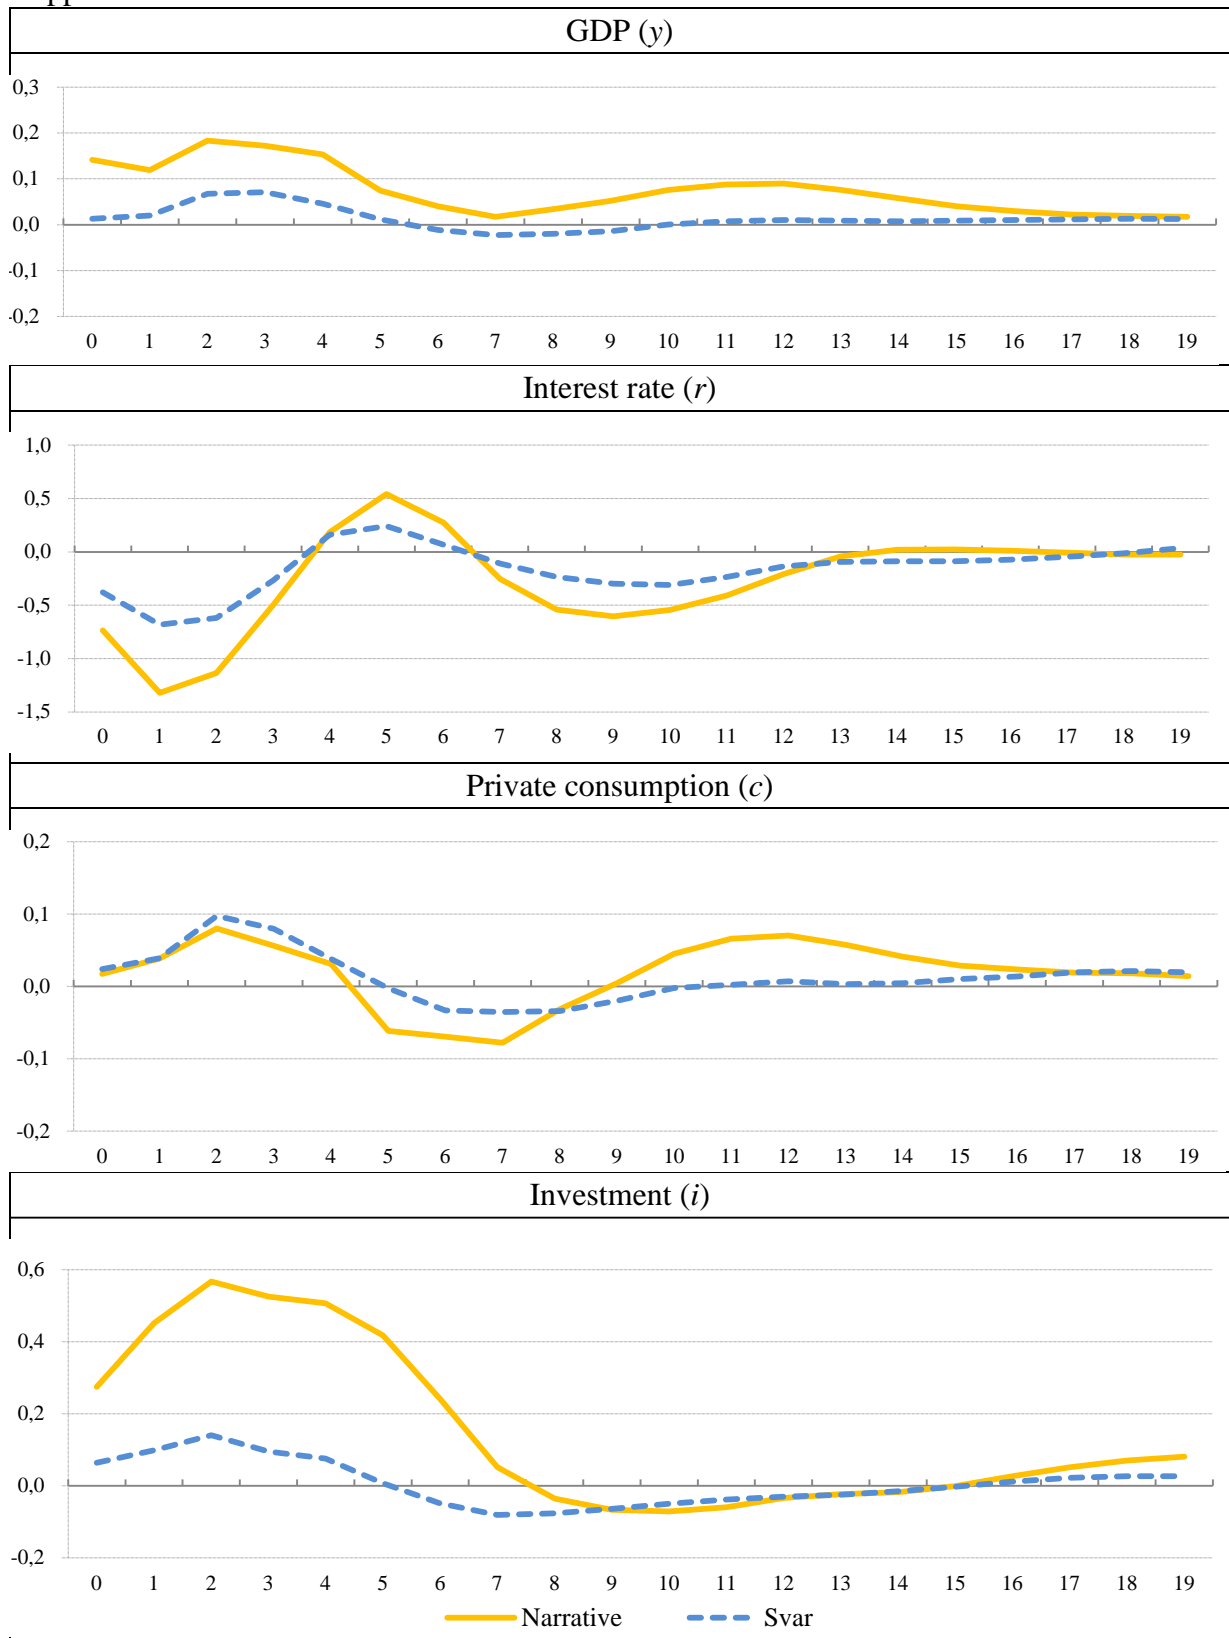 GDP (y)
0,3
0,2
0,1
0,0
-0,1
-0,2
0 1 2 3 4 5 6 7 8 9 10 11 12 13 14 15 16 17 18 19
Interest rate (r)
1,0
0,5
0,0
-0,5
-1,0
-1,5
0 1 2 3 4 5 6 7 8 9 10 11 12 13 14 15 16 17 18 19
Private consumption (c)
0,2
0,1
0,0
-0,1
-0,2
0 1 2 3 4 5 6 7 8 9 10 11 12 13 14 15 16 17 18 19
Investment (i)
0,6
0,4
0,2
0,0
-0,2
0 1 2 3 4 5 6 7 8 9 10 11 12 13 14 15 16 17 18 19
Narrative Svar